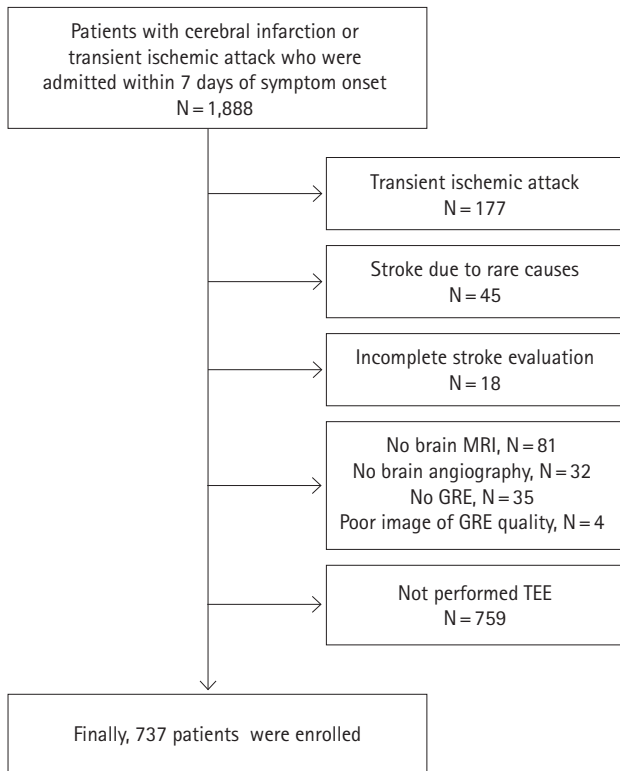 Patients with cerebral infarction or
transient ischemic attack who were
admitted within 7 days of symptom onset
N = 1,888
Transient ischemic attack
N = 177
Stroke due to rare causes
N = 45
Incomplete stroke evaluation
N = 18
No brain MRI, N = 81
No brain angiography, N = 32
No GRE, N = 35
Poor image of GRE quality, N = 4
Not performed TEE
N = 759
Finally, 737 patients were enrolled